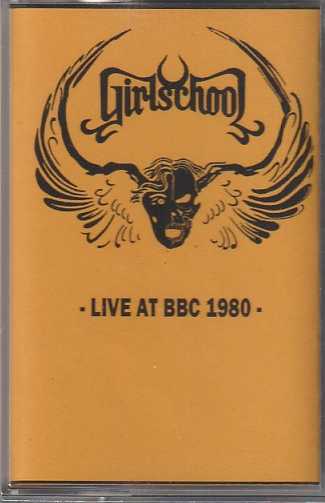 Girlschool
- LIVE AT BBC 1980 -